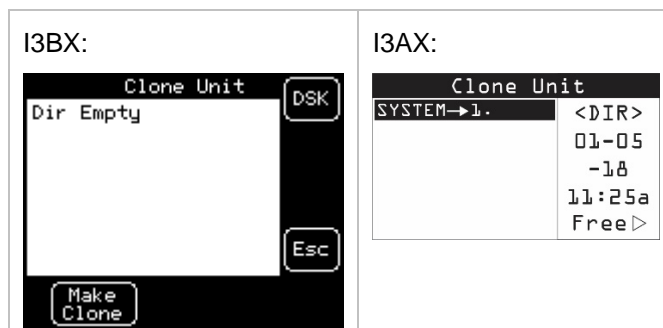 I3BX:
Clone Unit
DSK
Dir Empty
Esc
Make
Clone
I3AX:
Clone Unit
SYSTEM→1.
<DIR>
01-05
-18
11:25a
Free▷